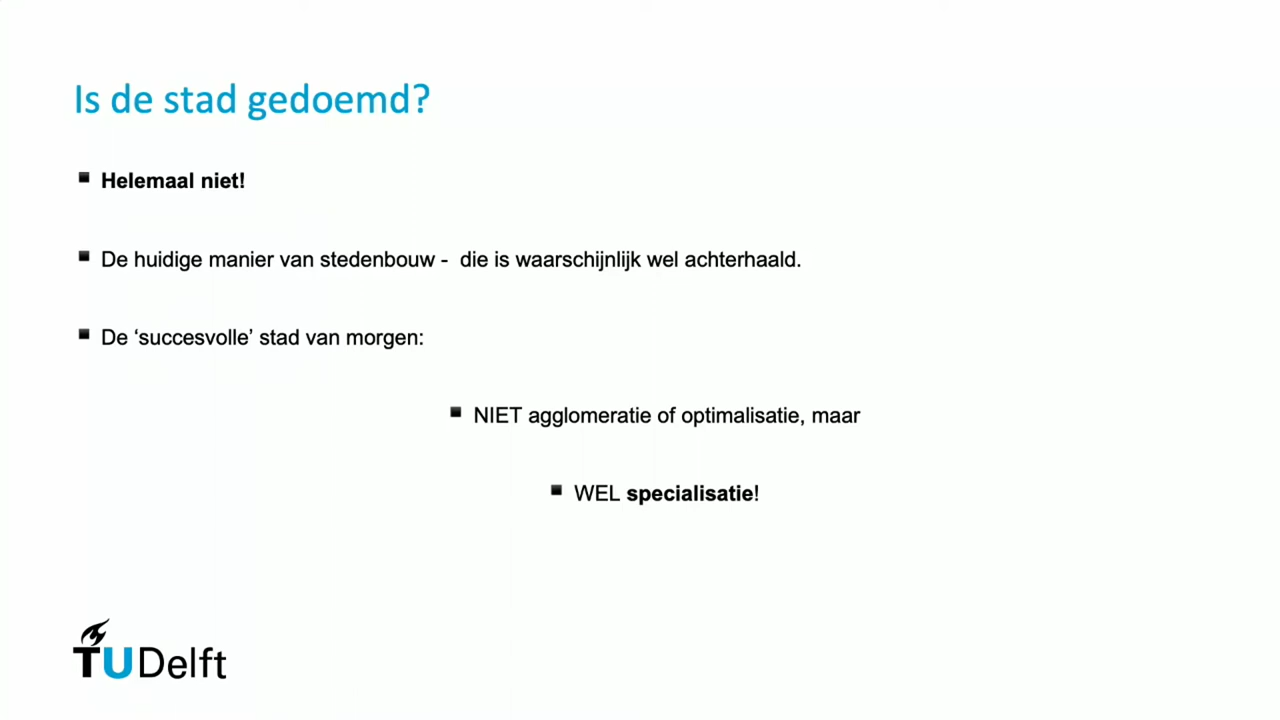 Is de stad gedoemd?
▪ Helemaal niet!
▪ De huidige manier van stedenbouw - die is waarschijnlijk wel achterhaald.
▪ De ‘succesvolle’ stad van morgen:
▪ NIET agglomeratie of optimalisatie, maar
▪ WEL specialisatie!
TUDelft